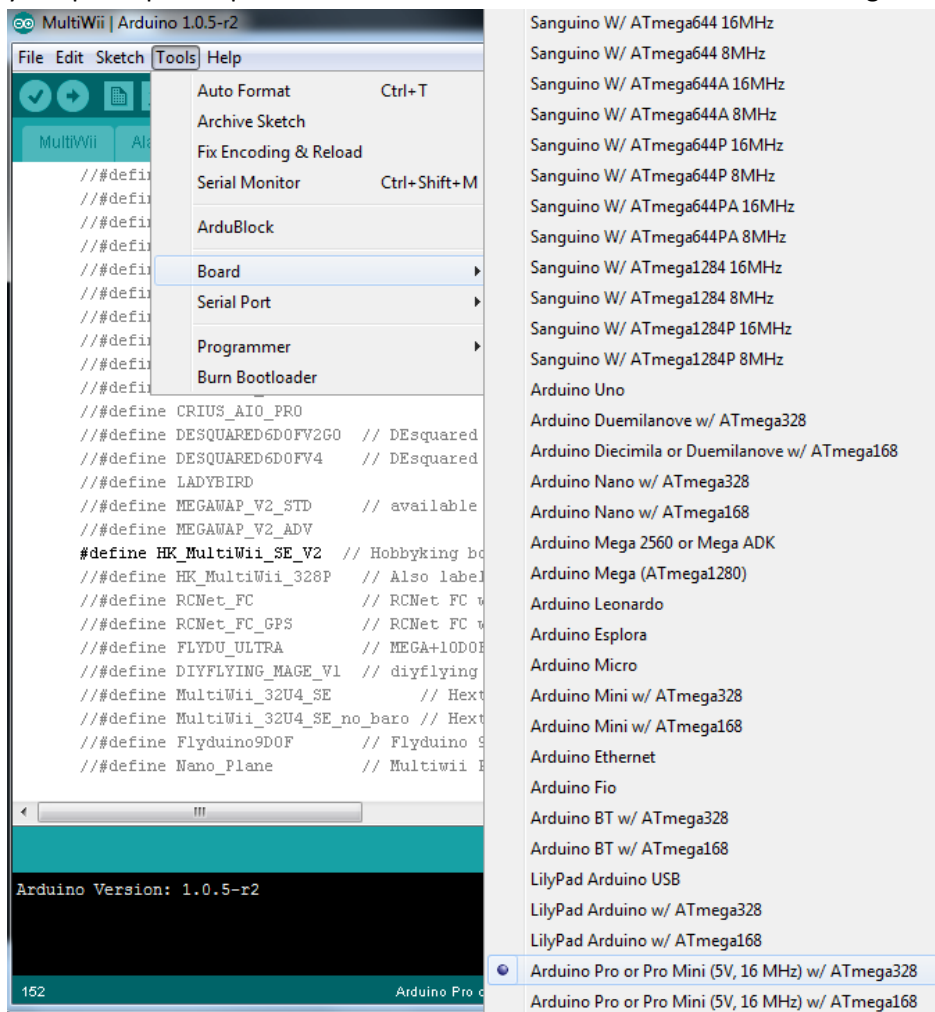 MultiWii | Arduino 1.0.5-r2
File Edit Sketch Tools Help
MultiWii
Auto Format Ctrl+T
Archive Sketch
Fix Encoding & Reload
Serial Monitor Ctrl+Shift+M
ArduBlock
Board
Serial Port
Programmer
Burn Bootloader
//#defin
//#defin
//#defin
//#defin
//#defin
//#defin
//#defin
//#defin
//#defin
//#defin
//#define CRIUS_AIO_PRO
//#define DESQUARED6DOFV2GO // DEsquared
//#define DESQUARED6DOFV4 // DEsquared
//#define LADYBIRD
//#define MEGAWAP_V2_STD // available
//#define MEGAWAP_V2_ADV
#define HK_MultiWii_SE_V2 // Hobbyking bo
//#define HK_MultiWii_328P // Also label
//#define RCNet_FC // RCNet FC w
//#define RCNet_FC_GPS // RCNet FC w
//#define FLYDU_ULTRA // MEGA+10DOF
//#define DIYFLYING_MAGE_V1 // diyflying
//#define MultiWii_32U4_SE // Hext
//#define MultiWii_32U4_SE_no_baro // Hext
//#define Flyduino9DOF // Flyduino 9
//#define Nano_Plane // Multiwii P
Arduino Version: 1.0.5-r2
152 Arduino Pro o
Sanguino W/ ATmega644 16MHz
Sanguino W/ ATmega644 8MHz
Sanguino W/ ATmega644A 16MHz
Sanguino W/ ATmega644A 8MHz
Sanguino W/ ATmega644P 16MHz
Sanguino W/ ATmega644P 8MHz
Sanguino W/ ATmega644PA 16MHz
Sanguino W/ ATmega644PA 8MHz
Sanguino W/ ATmega1284 16MHz
Sanguino W/ ATmega1284 8MHz
Sanguino W/ ATmega1284P 16MHz
Sanguino W/ ATmega1284P 8MHz
Arduino Uno
Arduino Duemilanove w/ ATmega328
Arduino Diecimila or Duemilanove w/ ATmega168
Arduino Nano w/ ATmega328
Arduino Nano w/ ATmega168
Arduino Mega 2560 or Mega ADK
Arduino Mega (ATmega1280)
Arduino Leonardo
Arduino Esplora
Arduino Micro
Arduino Mini w/ ATmega328
Arduino Mini w/ ATmega168
Arduino Ethernet
Arduino Fio
Arduino BT w/ ATmega328
Arduino BT w/ ATmega168
LilyPad Arduino USB
LilyPad Arduino w/ ATmega328
LilyPad Arduino w/ ATmega168
Arduino Pro or Pro Mini (5V, 16 MHz) w/ ATmega328
Arduino Pro or Pro Mini (5V, 16 MHz) w/ ATmega168